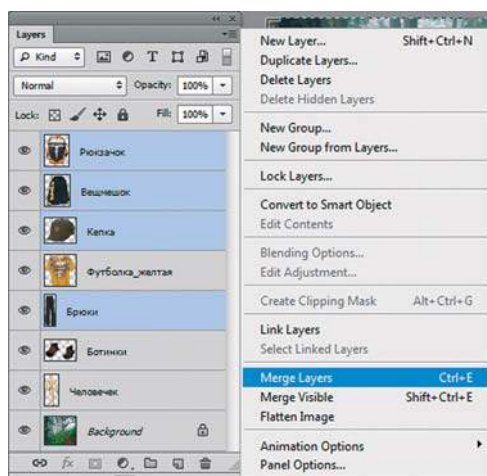 Layers
Kind
Normal
Opacity: 100%
Lock:
Fill: 100%
Рюкзачок
Вещмешок
Кепка
Футболка_желтая
Брюки
Ботинки
Человечек
Background
fx
New Layer... Shift+Ctrl+N
Duplicate Layers...
Delete Layers
Delete Hidden Layers
New Group...
New Group from Layers...
Lock Layers...
Convert to Smart Object
Edit Contents
Blending Options...
Edit Adjustment...
Create Clipping Mask Alt+Ctrl+G
Link Layers
Select Linked Layers
Merge Layers Ctrl+E
Merge Visible Shift+Ctrl+E
Flatten Image
Animation Options
Panel Options...